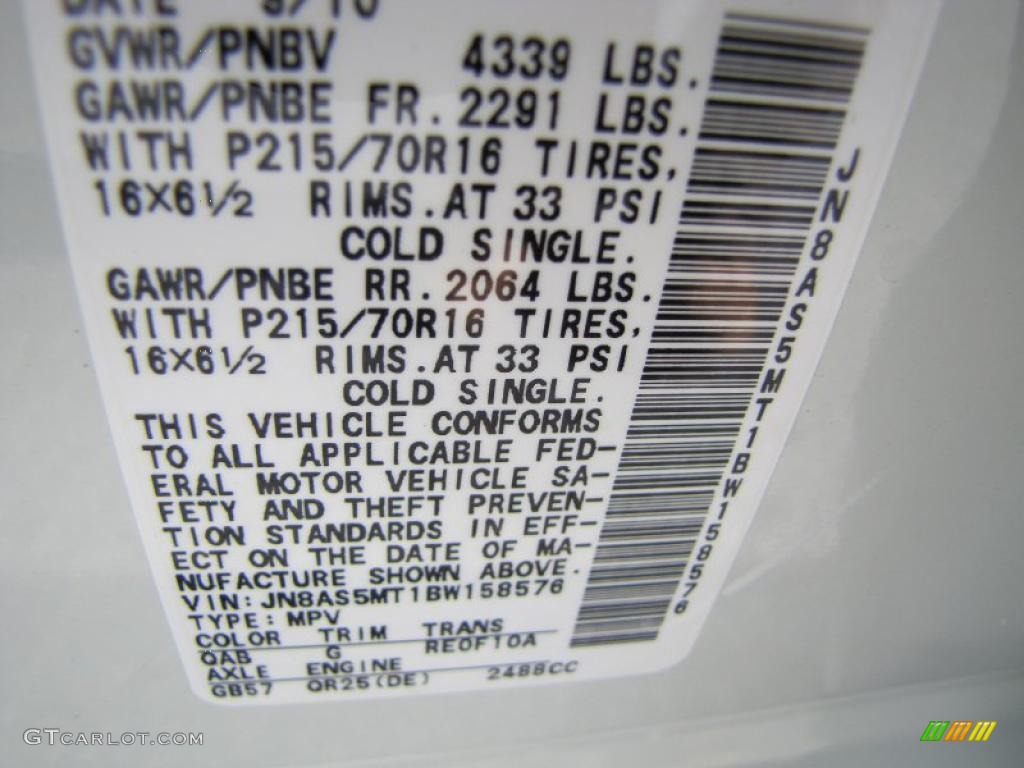 DATE 9/10
GVWR/PNBV 4339 LBS.
GAWR/PNBE FR. 2291 LBS.
WITH P215/70R16 TIRES,
16X6½ RIMS. AT 33 PSI
COLD SINGLE.
GAWR/PNBE RR. 2064 LBS.
WITH P215/70R16 TIRES,
16X6½ RIMS. AT 33 PSI
COLD SINGLE.
THIS VEHICLE CONFORMS
TO ALL APPLICABLE FED-
ERAL MOTOR VEHICLE SA-
FETY AND THEFT PREVEN-
TION STANDARDS IN EFF-
ECT ON THE DATE OF MA-
NUFACTURE SHOWN ABOVE.
VIN: JN8AS5MT1BW158576
TYPE: MPV
COLOR TRIM TRANS
QAB G RE0F10A
AXLE ENGINE
GB57 QR25(DE) 2488CC
JN8AS5MT1BW158576
GTCARLOT.COM